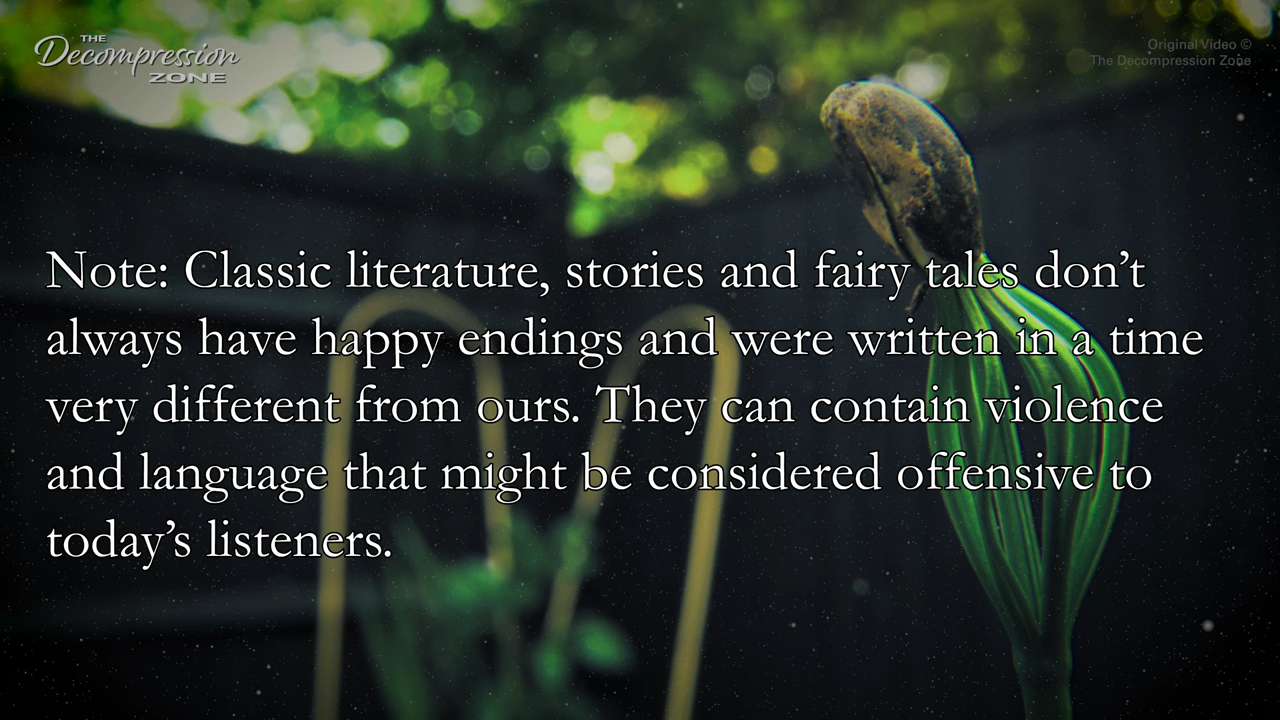 THE
Decompression
ZONE
Original Video ©
The Decompression Zone
Note: Classic literature, stories and fairy tales don’t
always have happy endings and were written in a time
very different from ours. They can contain violence
and language that might be considered offensive to
today’s listeners.